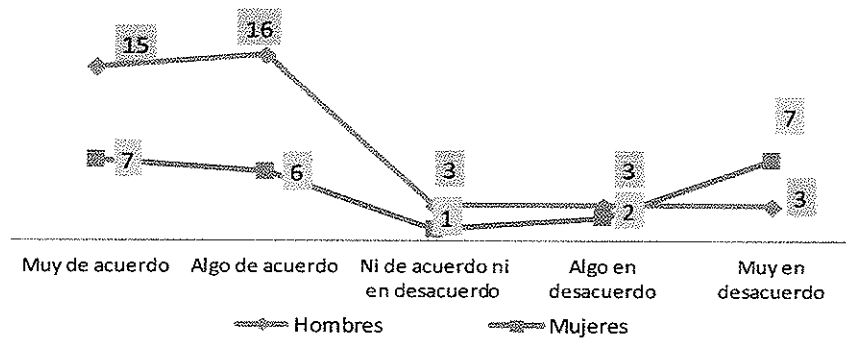 15
16
7
6
3
1
3
2
7
3
Muy de acuerdo
Algo de acuerdo
Ni de acuerdo ni
en desacuerdo
Algo en
desacuerdo
Muy en
desacuerdo
Hombres
Mujeres